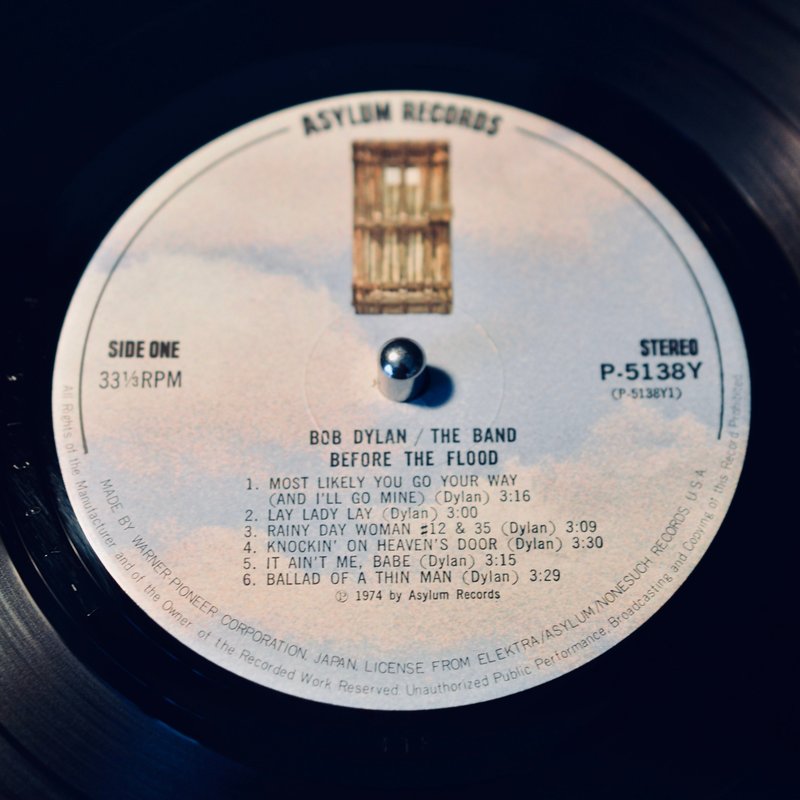 ASYLUM RECORDS
SIDE ONE
33⅓RPM
STEREO
P-5138Y
(P-5138Y1)
BOB DYLAN / THE BAND
BEFORE THE FLOOD
1. MOST LIKELY YOU GO YOUR WAY
(AND I'LL GO MINE) (Dylan) 3:16
2. LAY LADY LAY (Dylan) 3:00
3. RAINY DAY WOMAN #12 & 35 (Dylan) 3:09
4. KNOCKIN' ON HEAVEN'S DOOR (Dylan) 3:30
5. IT AIN'T ME, BABE (Dylan) 3:15
6. BALLAD OF A THIN MAN (Dylan) 3:29
℗ 1974 by Asylum Records
MADE BY WARNER-PIONEER CORPORATION, JAPAN. LICENSE FROM ELEKTRA/ASYLUM/NONESUCH RECORDS U.S.A.
All Rights of the Manufacturer and of the Owner of the Recorded Work Reserved. Unauthorized Public Performance, Broadcasting and Copying of this Record Prohibited